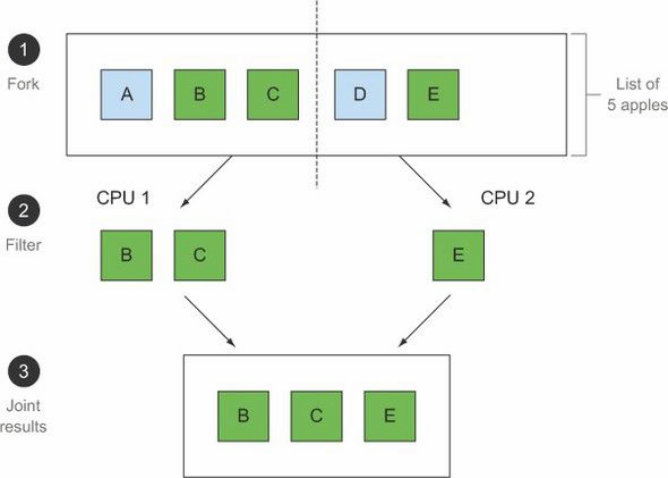 1
Fork
A B C D E
List of
5 apples
CPU 1
CPU 2
2
Filter
B C
E
3
Joint
results
B C E